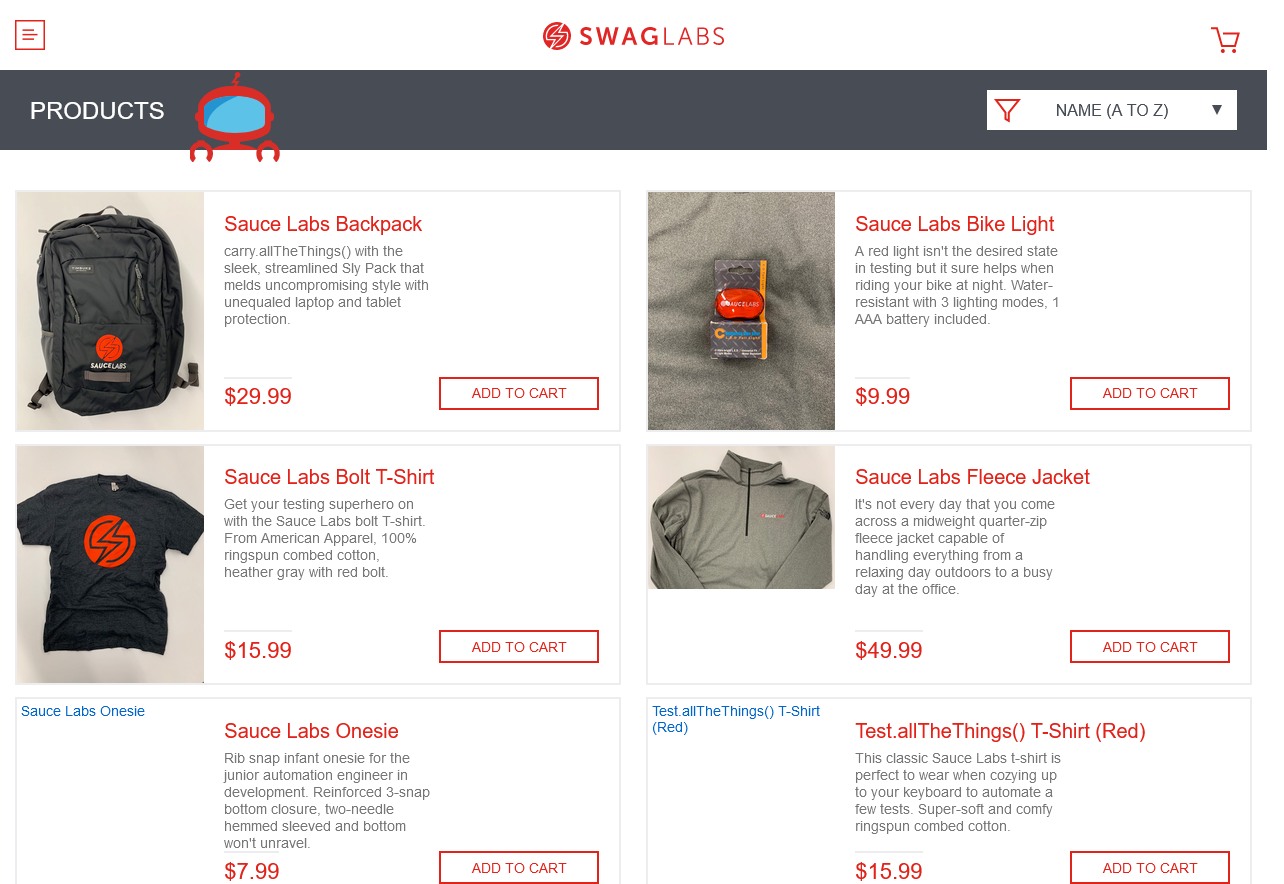 SWAGLABS
PRODUCTS
NAME (A TO Z) ▼
Sauce Labs Backpack
carry.allTheThings() with the
sleek, streamlined Sly Pack that
melds uncompromising style with
unequaled laptop and tablet
protection.
$29.99
ADD TO CART
SAUCELABS
Sauce Labs Bike Light
A red light isn't the desired state
in testing but it sure helps when
riding your bike at night. Water-
resistant with 3 lighting modes, 1
AAA battery included.
$9.99
ADD TO CART
SAUCELABS
Sauce Labs Bolt T-Shirt
Get your testing superhero on
with the Sauce Labs bolt T-shirt.
From American Apparel, 100%
ringspun combed cotton,
heather gray with red bolt.
$15.99
ADD TO CART
Sauce Labs Fleece Jacket
It's not every day that you come
across a midweight quarter-zip
fleece jacket capable of
handling everything from a
relaxing day outdoors to a busy
day at the office.
$49.99
ADD TO CART
Sauce Labs Onesie
Sauce Labs Onesie
Rib snap infant onesie for the
junior automation engineer in
development. Reinforced 3-snap
bottom closure, two-needle
hemmed sleeved and bottom
won't unravel.
$7.99
ADD TO CART
Test.allTheThings() T-Shirt
(Red)
Test.allTheThings() T-Shirt (Red)
This classic Sauce Labs t-shirt is
perfect to wear when cozying up
to your keyboard to automate a
few tests. Super-soft and comfy
ringspun combed cotton.
$15.99
ADD TO CART